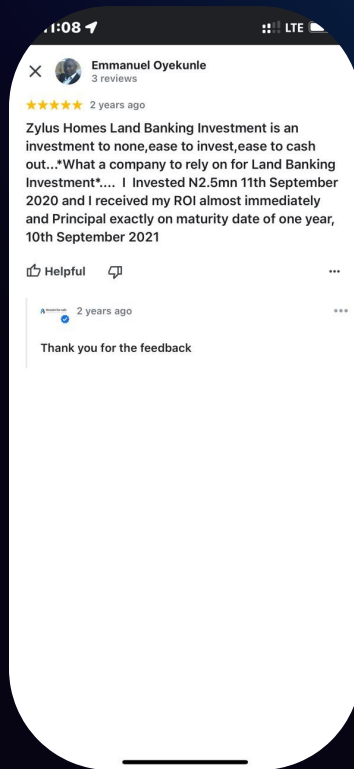 11:08 LTE
Emmanuel Oyekunle
3 reviews
2 years ago
Zylus Homes Land Banking Investment is an
investment to none,ease to invest,ease to cash
out...*What a company to rely on for Land Banking
Investment*.... I Invested N2.5mn 11th September
2020 and I received my ROI almost immediately
and Principal exactly on maturity date of one year,
10th September 2021
Helpful
2 years ago
Thank you for the feedback